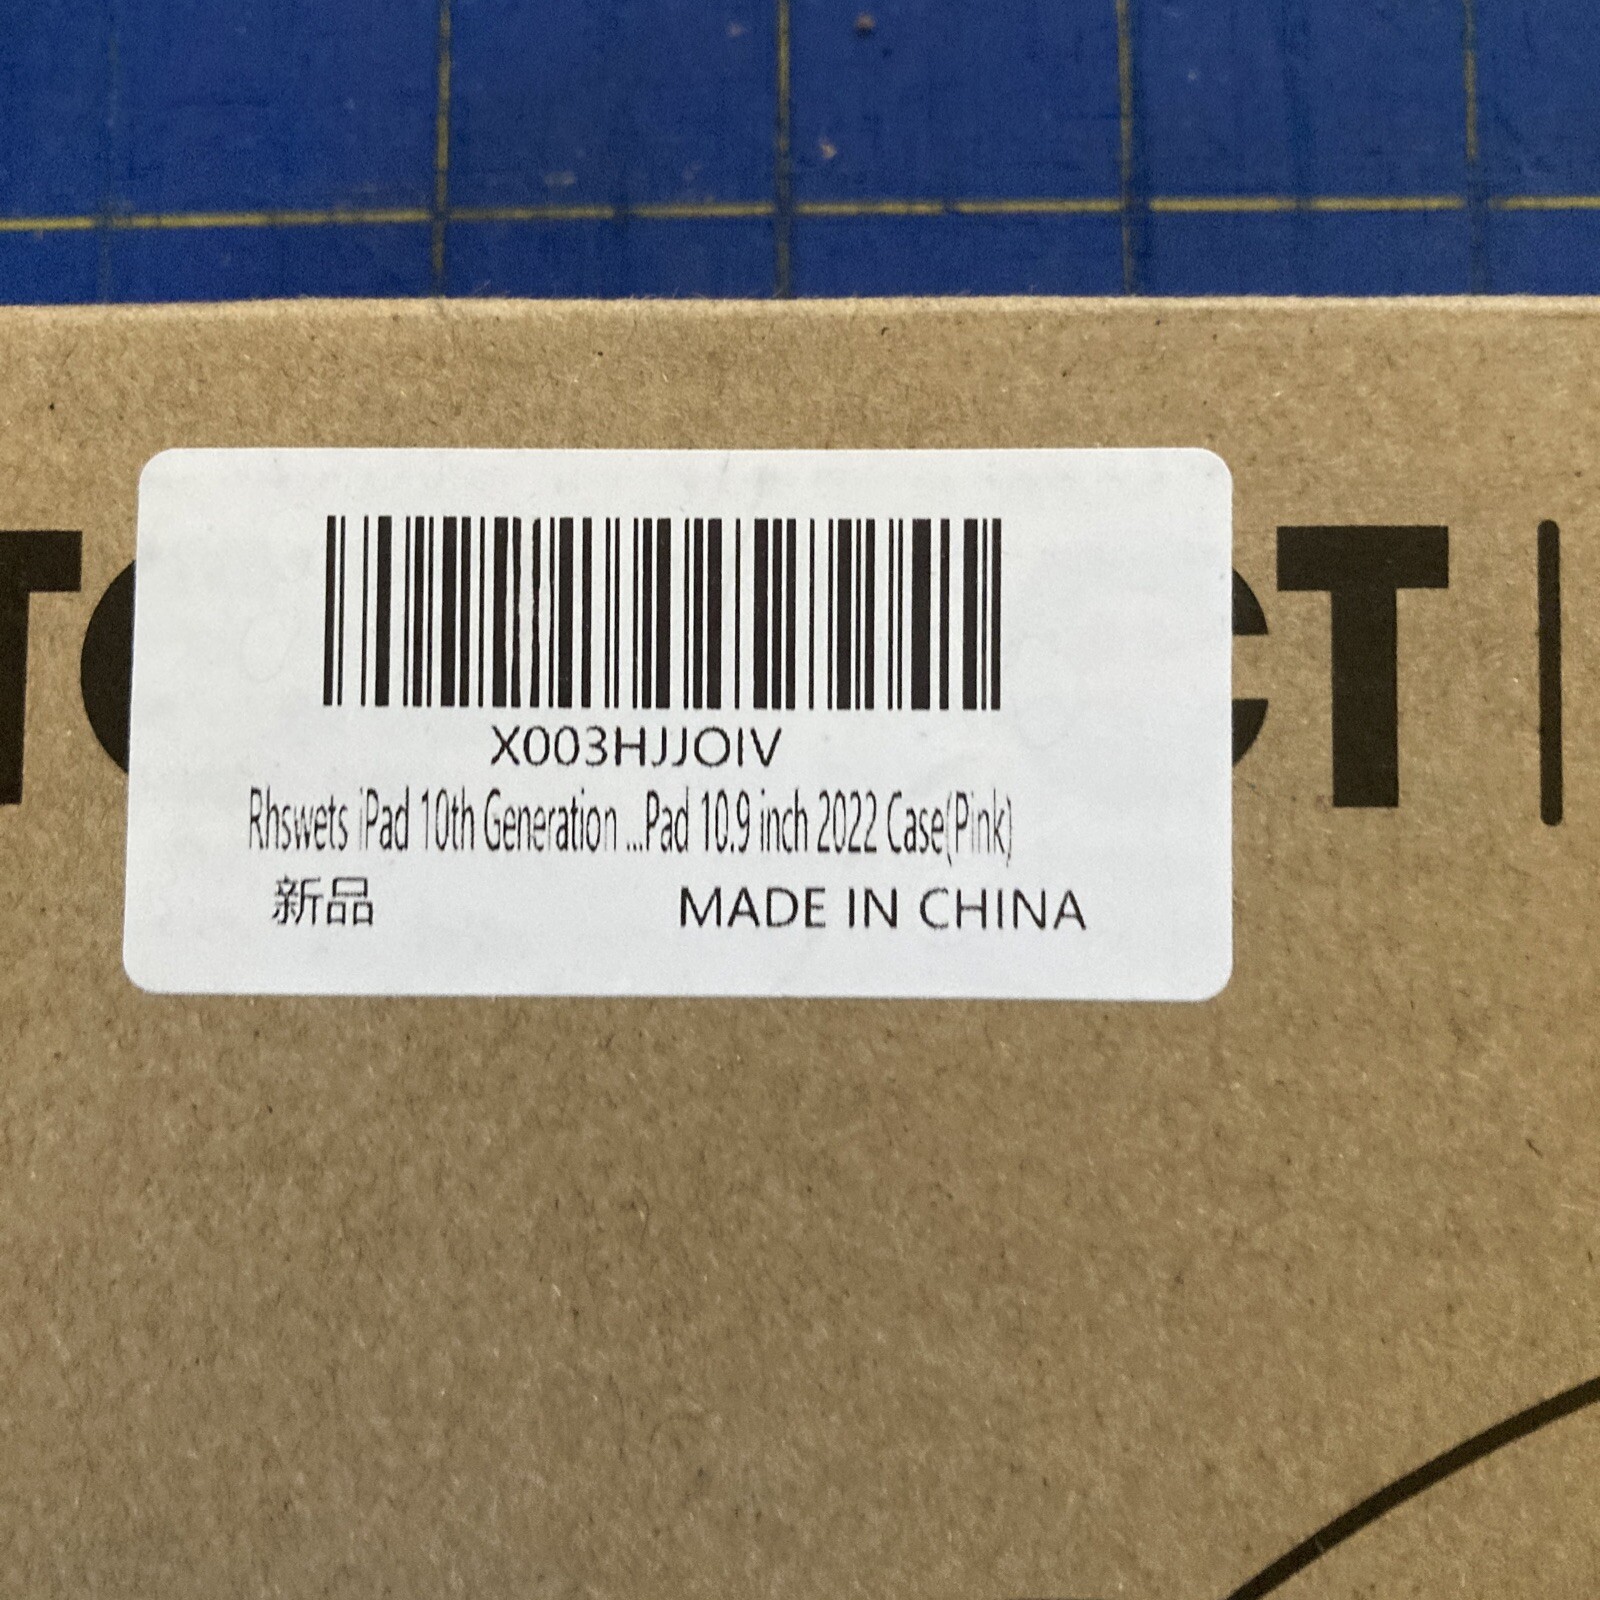 X003HJJOIV
Rhswets iPad 10th Generation ...Pad 10.9 inch 2022 Case(Pink)
新品 MADE IN CHINA